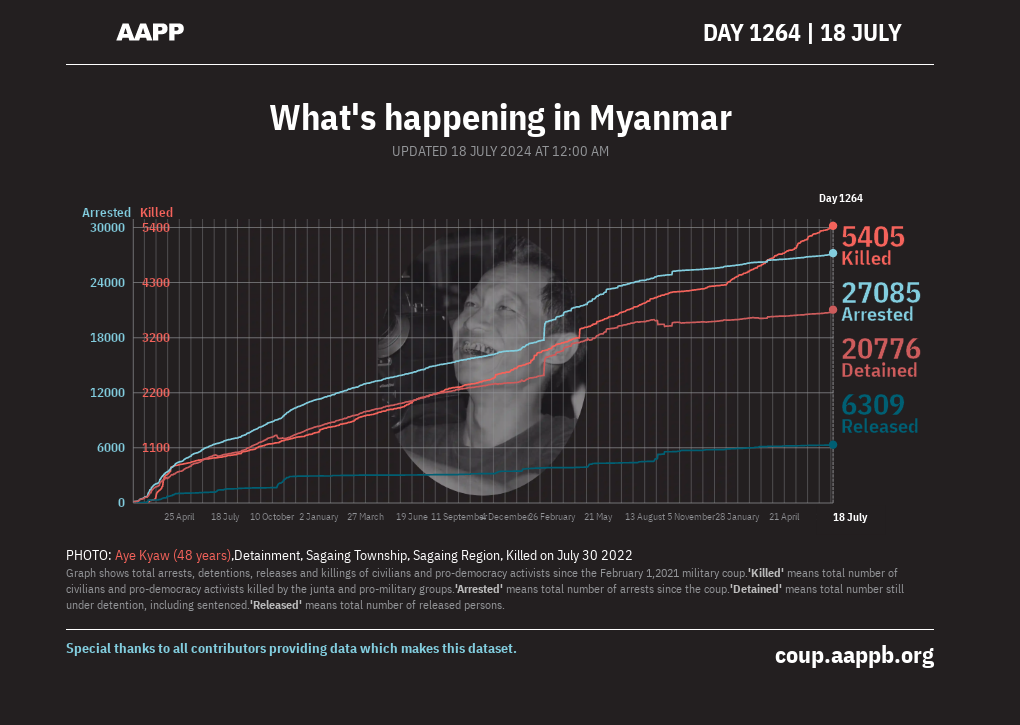 AAPP
DAY 1264 | 18 JULY
What's happening in Myanmar
UPDATED 18 JULY 2024 AT 12:00 AM
Day 1264
Arrested Killed
30000 5400
24000 4300
18000 3200
12000 2200
6000 1100
0
5405
Killed
27085
Arrested
20776
Detained
6309
Released
25 April 18 July 10 October 2 January 27 March 19 June 11 September 4 December 26 February 21 May 13 August 5 November 28 January 21 April 18 July
PHOTO: Aye Kyaw (48 years),Detainment, Sagaing Township, Sagaing Region, Killed on July 30 2022
Graph shows total arrests, detentions, releases and killings of civilians and pro-democracy activists since the February 1,2021 military coup.'Killed' means total number of
civilians and pro-democracy activists killed by the junta and pro-military groups.'Arrested' means total number of arrests since the coup.'Detained' means total number still
under detention, including sentenced.'Released' means total number of released persons.
Special thanks to all contributors providing data which makes this dataset.
coup.aappb.org